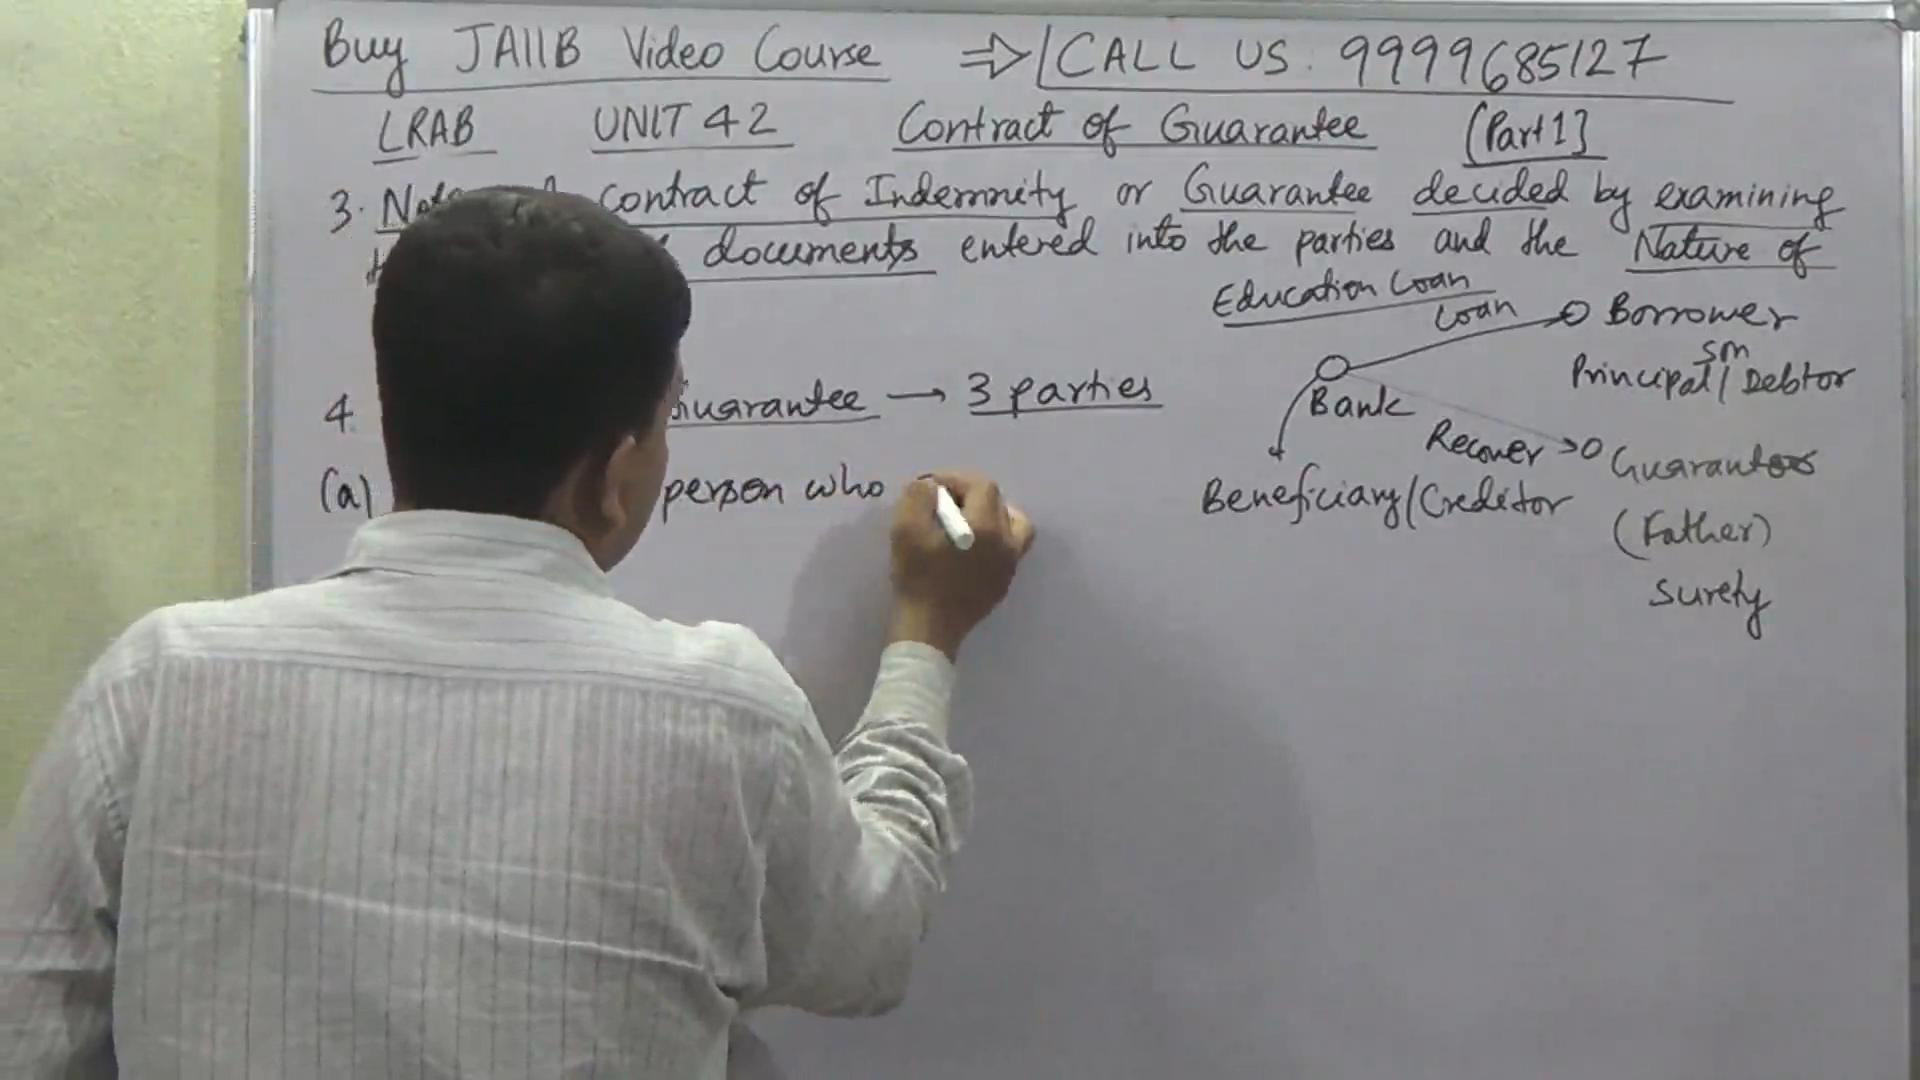 Buy JAIIB Video Course ⇒ CALL US: 9999685127
LRAB UNIT 42 Contract of Guarantee [Part 1]
3. contract of Indemnity or Guarantee decided by examining
documents entered into the parties and the Nature of
Education Loan
Loan Borrower
son
Principal/Debtor
4. Guarantee → 3 parties
Bank
Recover Guarantor
(a) person who
Beneficiary/Creditor
(Father)
Surety